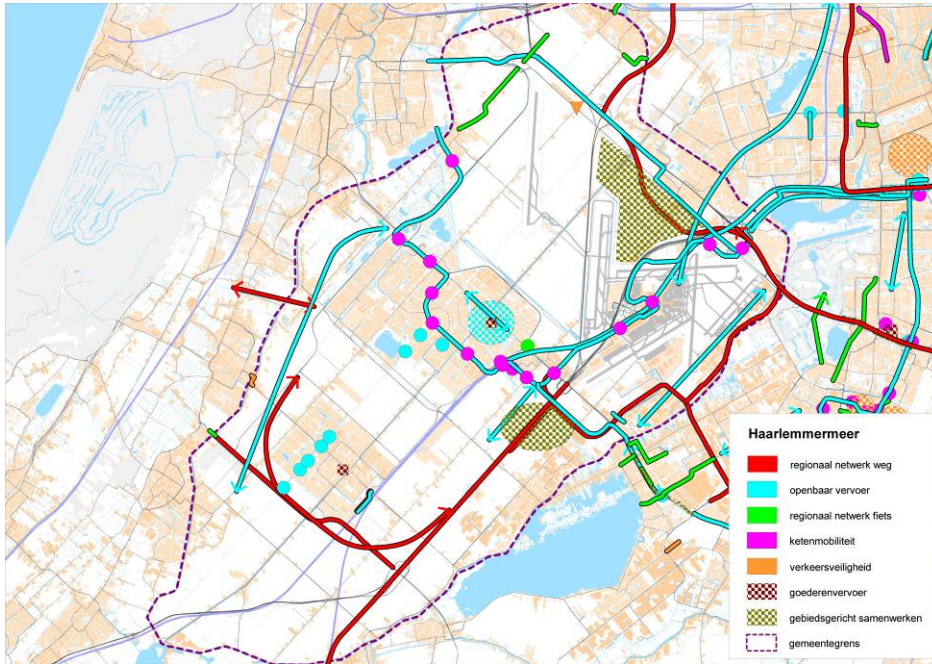 Haarlemmermeer
regionaal netwerk weg
openbaar vervoer
regionaal netwerk fiets
ketenmobiliteit
verkeersveiligheid
goederenvervoer
gebiedsgericht samenwerken
gemeentegrens